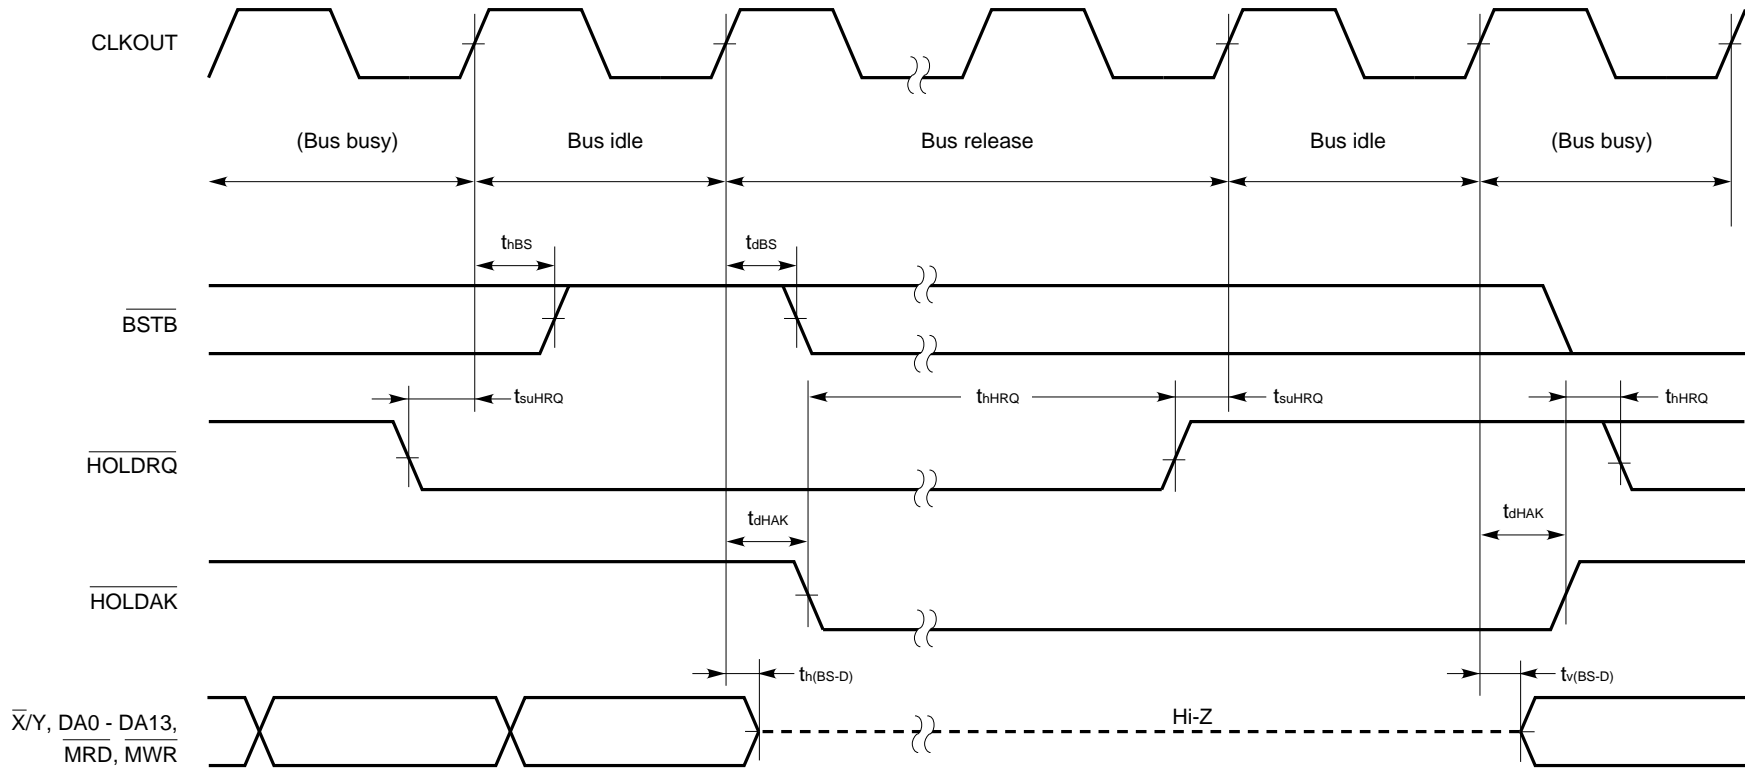 CLKOUT
(Bus busy) Bus idle Bus release Bus idle (Bus busy)
thBS tdBS
BSTB
tsuHRQ thHRQ tsuHRQ thHRQ
HOLDRQ
tdHAK tdHAK
HOLDAK
th(BS-D) tv(BS-D)
Hi-Z
X/Y, DA0 - DA13,
MRD, MWR